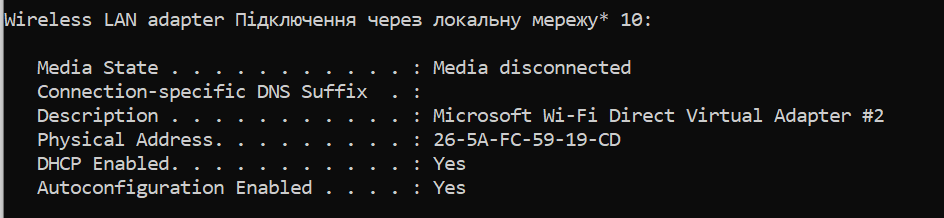 Wireless LAN adapter Підключення через локальну мережу* 10:
Media State . . . . . . . . . . . : Media disconnected
Connection-specific DNS Suffix  . :
Description . . . . . . . . . . . : Microsoft Wi-Fi Direct Virtual Adapter #2
Physical Address. . . . . . . . . : 26-5A-FC-59-19-CD
DHCP Enabled. . . . . . . . . . . : Yes
Autoconfiguration Enabled . . . . : Yes